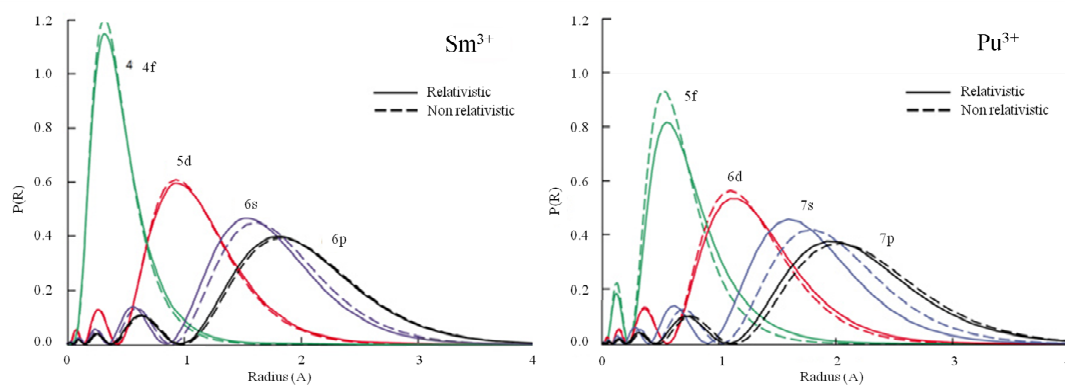 1.2
1.0
0.8
0.6
0.4
0.2
0.0
P(R)
Sm3+
4 4f
Relativistic
Non relativistic
5d
6s
6p
0 1 2 3 4
Radius (A)
1.2
1.0
0.8
0.6
0.4
0.2
0.0
P(R)
Pu3+
5f
Relativistic
Non relativistic
6d
7s
7p
0 1 2 3 4
Radius (A)